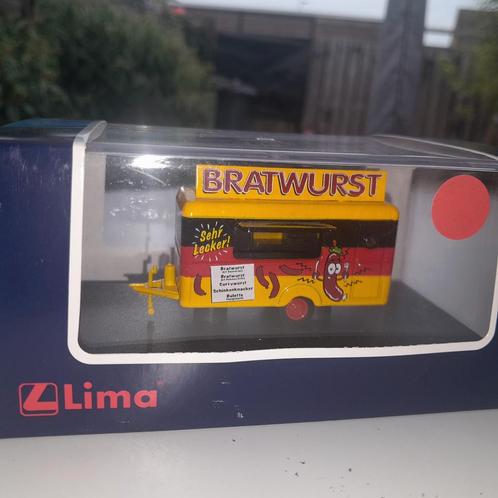 BRATWURST
Sehr
Lecker!
Bratwurst
Bratwurst
Currywurst
Schinkenknacker
Bulette
Lima